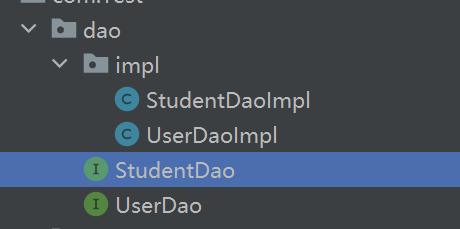 dao
impl
C StudentDaoImpl
C UserDaoImpl
I StudentDao
I UserDao